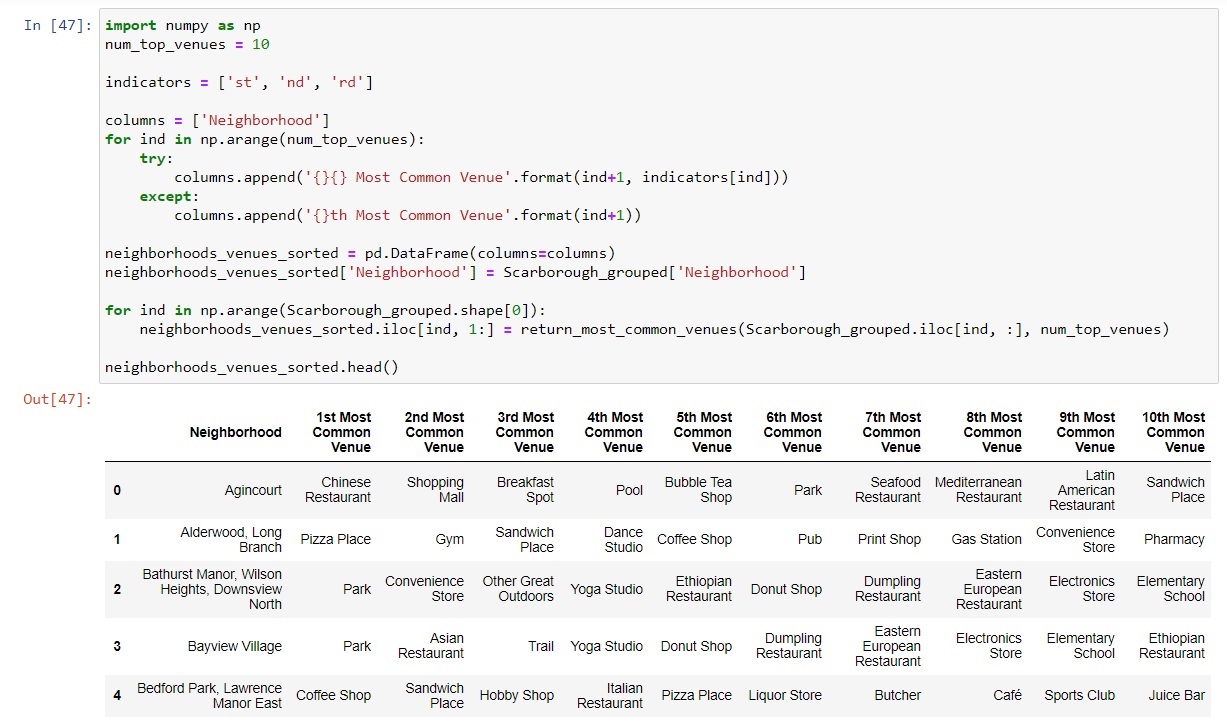 In [47]: import numpy as np
num_top_venues = 10
indicators = ['st', 'nd', 'rd']
columns = ['Neighborhood']
for ind in np.arange(num_top_venues):
    try:
        columns.append('{}{} Most Common Venue'.format(ind+1, indicators[ind]))
    except:
        columns.append('{}th Most Common Venue'.format(ind+1))
neighborhoods_venues_sorted = pd.DataFrame(columns=columns)
neighborhoods_venues_sorted['Neighborhood'] = Scarborough_grouped['Neighborhood']
for ind in np.arange(Scarborough_grouped.shape[0]):
    neighborhoods_venues_sorted.iloc[ind, 1:] = return_most_common_venues(Scarborough_grouped.iloc[ind, :], num_top_venues)
neighborhoods_venues_sorted.head()
Out[47]:
Neighborhood 1st Most Common Venue 2nd Most Common Venue 3rd Most Common Venue 4th Most Common Venue 5th Most Common Venue 6th Most Common Venue 7th Most Common Venue 8th Most Common Venue 9th Most Common Venue 10th Most Common Venue
0 Agincourt Chinese Restaurant Shopping Mall Breakfast Spot Pool Bubble Tea Shop Park Seafood Restaurant Mediterranean Restaurant Latin American Restaurant Sandwich Place
1 Alderwood, Long Branch Pizza Place Gym Sandwich Place Dance Studio Coffee Shop Pub Print Shop Gas Station Convenience Store Pharmacy
2 Bathurst Manor, Wilson Heights, Downsview North Park Convenience Store Other Great Outdoors Yoga Studio Ethiopian Restaurant Donut Shop Dumpling Restaurant Eastern European Restaurant Electronics Store Elementary School
3 Bayview Village Park Asian Restaurant Trail Yoga Studio Donut Shop Dumpling Restaurant Eastern European Restaurant Electronics Store Elementary School Ethiopian Restaurant
4 Bedford Park, Lawrence Manor East Coffee Shop Sandwich Place Hobby Shop Italian Restaurant Pizza Place Liquor Store Butcher Café Sports Club Juice Bar